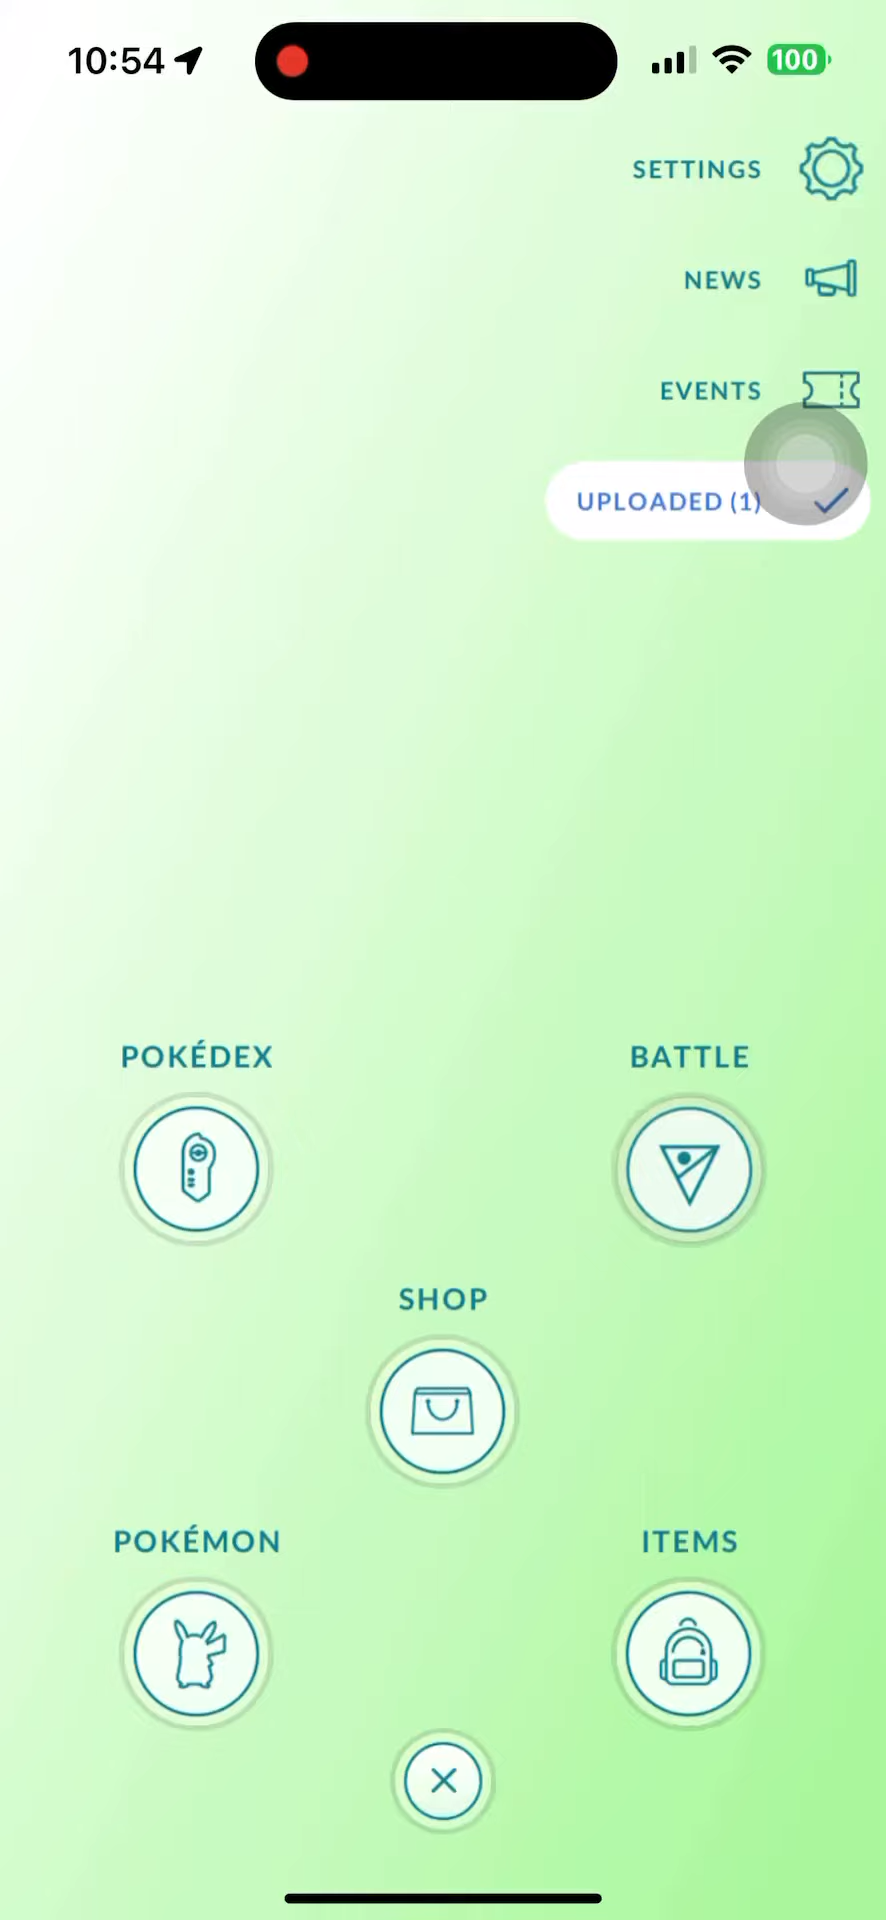 10:54
100
SETTINGS
NEWS
EVENTS
UPLOADED (1)
POKÉDEX
BATTLE
SHOP
POKÉMON
ITEMS